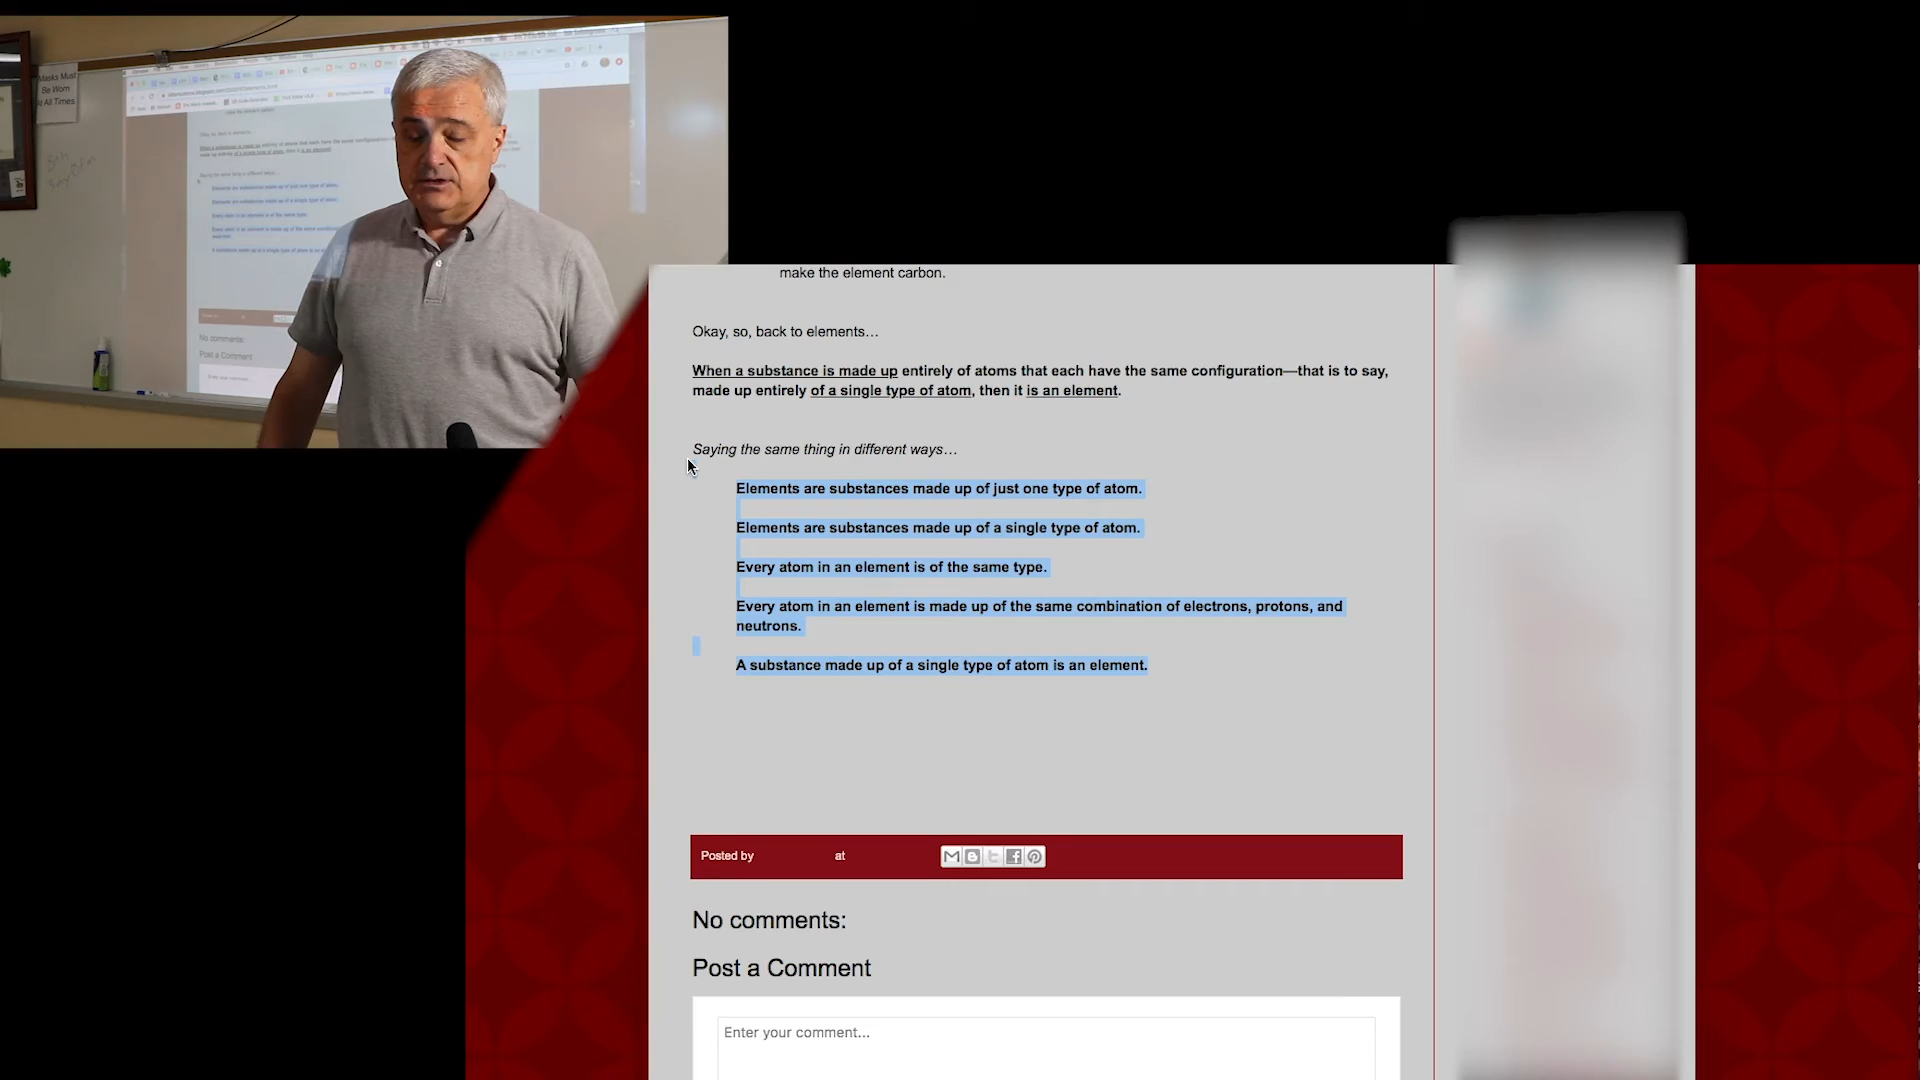 Masks Must
Be Worn
At All Times
No comments:
Post a Comment
make the element carbon.
Okay, so, back to elements…
When a substance is made up entirely of atoms that each have the same configuration—that is to say,
made up entirely of a single type of atom, then it is an element.
Saying the same thing in different ways…
Elements are substances made up of just one type of atom.
Elements are substances made up of a single type of atom.
Every atom in an element is of the same type.
Every atom in an element is made up of the same combination of electrons, protons, and
neutrons.
A substance made up of a single type of atom is an element.
Posted by at
No comments:
Post a Comment
Enter your comment...